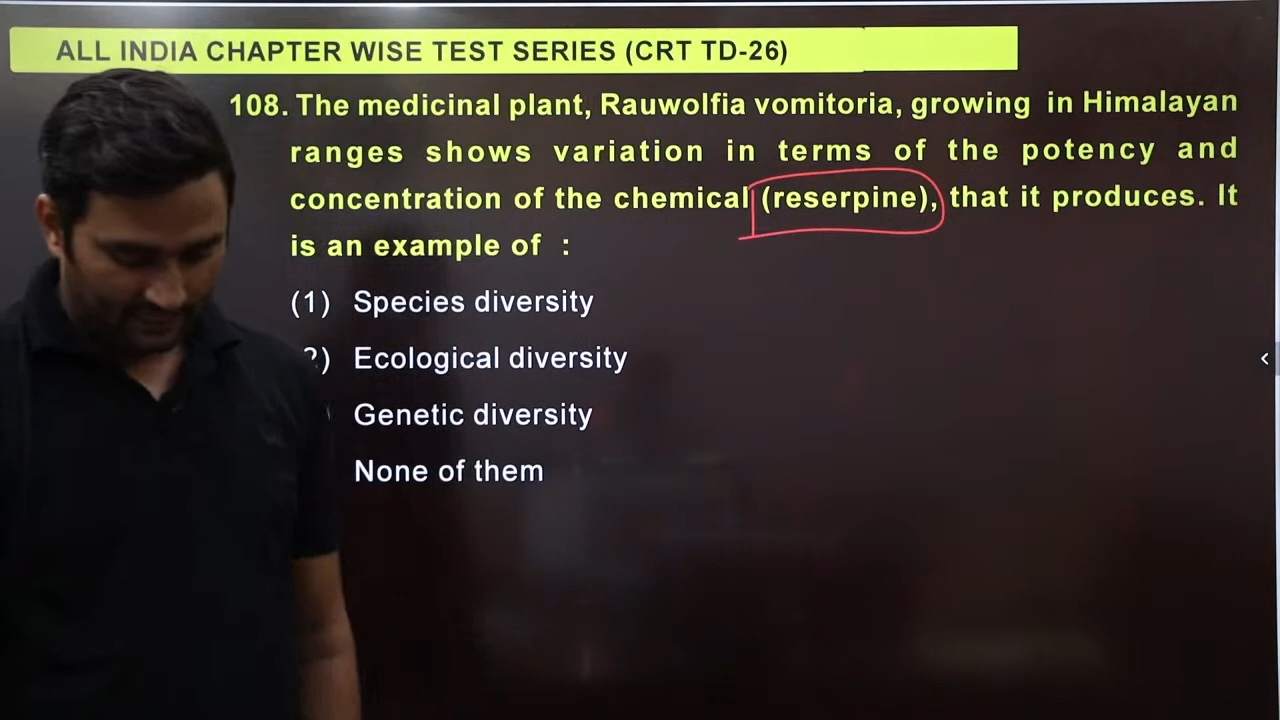 ALL INDIA CHAPTER WISE TEST SERIES (CRT TD-26)
108. The medicinal plant, Rauwolfia vomitoria, growing in Himalayan
ranges shows variation in terms of the potency and
concentration of the chemical (reserpine), that it produces. It
is an example of :
(1) Species diversity
2) Ecological diversity
Genetic diversity
None of them